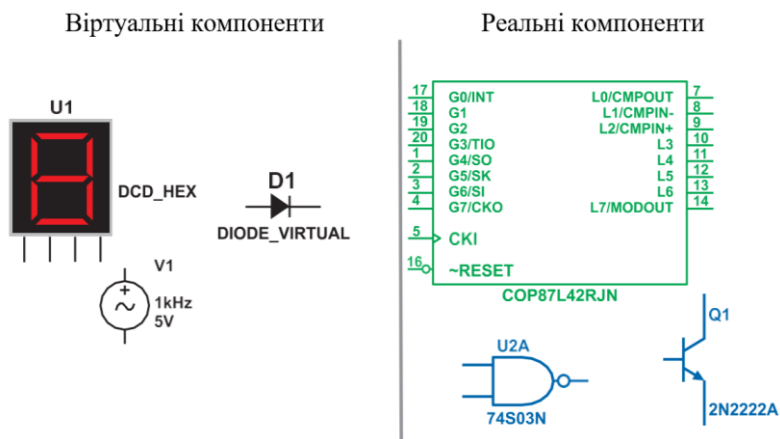 Віртуальні компоненти
Реальні компоненти
U1
DCD_HEX
D1
DIODE_VIRTUAL
V1
1kHz
5V
17 G0/INT L0/CMPOUT 7
18 G1 L1/CMPIN- 8
19 G2 L2/CMPIN+ 9
20 G3/TIO L3 10
1 G4/SO L4 11
2 G5/SK L5 12
3 G6/SI L6 13
4 G7/CKO L7/MODOUT 14
5 CKI
16 ~RESET
COP87L42RJN
U2A
74S03N
Q1
2N2222A